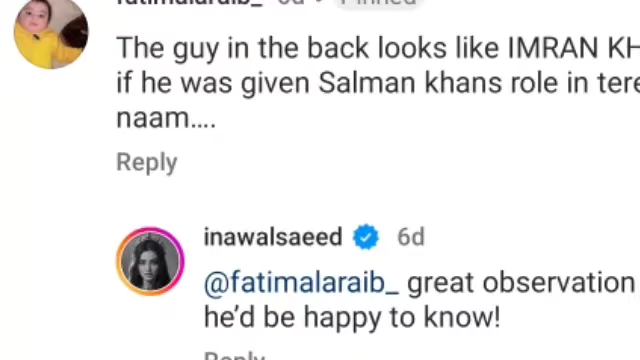 fatimalaraib_ 6d • Pinned
The guy in the back looks like IMRAN KH
if he was given Salman khans role in tere
naam....
Reply
inawalsaeed 6d
@fatimalaraib_ great observation
he'd be happy to know!
Reply